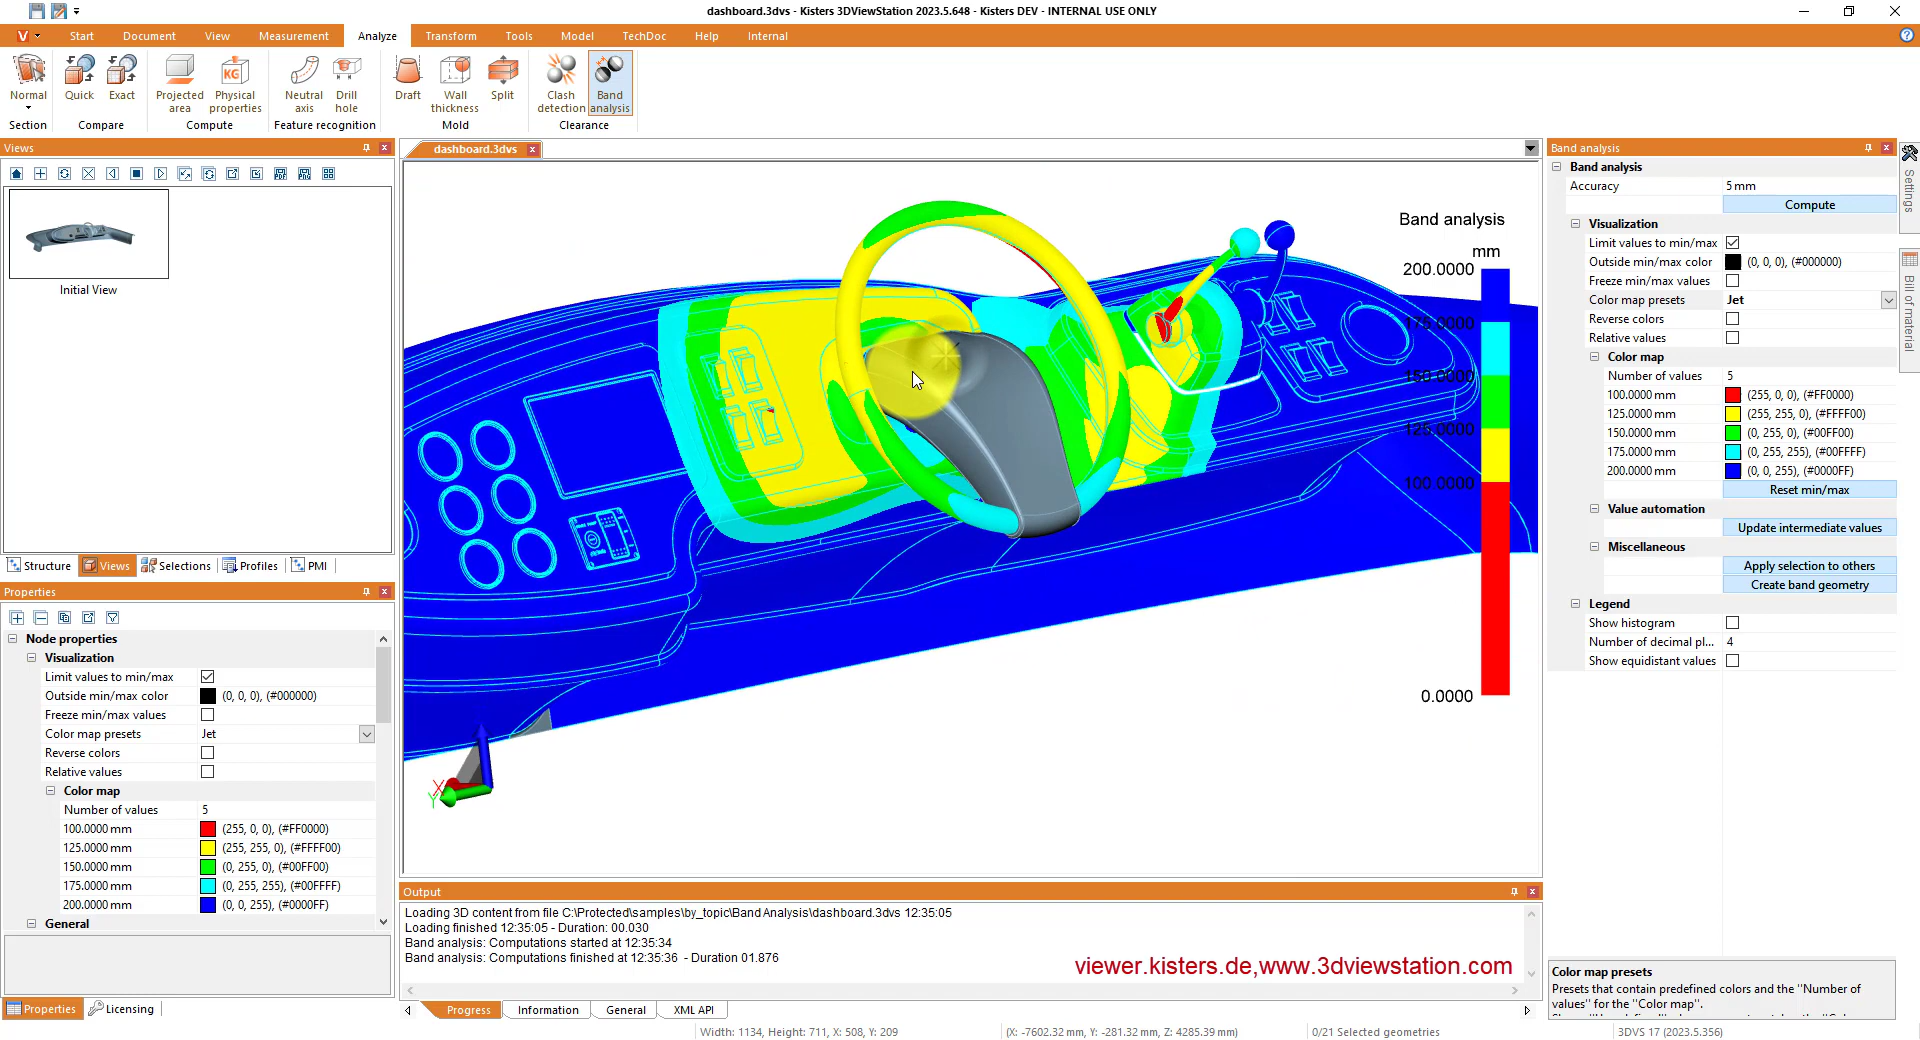 dashboard.3dvs - Kisters 3DViewStation 2023.5.648 - Kisters DEV - INTERNAL USE ONLY
V Start Document View Measurement Analyze Transform Tools Model TechDoc Help Internal
Normal Quick Exact Projected area Physical properties Neutral axis Drill hole Draft Wall thickness Split Clash detection Band analysis
Section Compare Compute Feature recognition Mold Clearance
Views
Initial View
Structure Views Selections Profiles PMI
Properties
Node properties
Visualization
Limit values to min/max
Outside min/max color (0, 0, 0), (#000000)
Freeze min/max values
Color map presets Jet
Reverse colors
Relative values
Color map
Number of values 5
100.0000 mm (255, 0, 0), (#FF0000)
125.0000 mm (255, 255, 0), (#FFFF00)
150.0000 mm (0, 255, 0), (#00FF00)
175.0000 mm (0, 255, 255), (#00FFFF)
200.0000 mm (0, 0, 255), (#0000FF)
General
Properties Licensing
dashboard.3dvs
Band analysis
mm
200.0000
175.0000
150.0000
125.0000
100.0000
0.0000
X
Y
Output
Loading 3D content from file C:\Protected\samples\by_topic\Band Analysis\dashboard.3dvs 12:35:05
Loading finished 12:35:05 - Duration: 00.030
Band analysis: Computations started at 12:35:34
Band analysis: Computations finished at 12:35:36 - Duration 01.876
viewer.kisters.de,www.3dviewstation.com
Progress Information General XML API
Band analysis
Band analysis
Accuracy 5 mm
Compute
Visualization
Limit values to min/max
Outside min/max color (0, 0, 0), (#000000)
Freeze min/max values
Color map presets Jet
Reverse colors
Relative values
Color map
Number of values 5
100.0000 mm (255, 0, 0), (#FF0000)
125.0000 mm (255, 255, 0), (#FFFF00)
150.0000 mm (0, 255, 0), (#00FF00)
175.0000 mm (0, 255, 255), (#00FFFF)
200.0000 mm (0, 0, 255), (#0000FF)
Reset min/max
Value automation
Update intermediate values
Miscellaneous
Apply selection to others
Create band geometry
Legend
Show histogram
Number of decimal pl... 4
Show equidistant values
Settings
Bill of material
Color map presets
Presets that contain predefined colors and the "Number of
values" for the "Color map".
Width: 1134, Height: 711, X: 508, Y: 209 (X: -7602.32 mm, Y: -281.32 mm, Z: 4285.39 mm) 0/21 Selected geometries 3DVS 17 (2023.5.356)